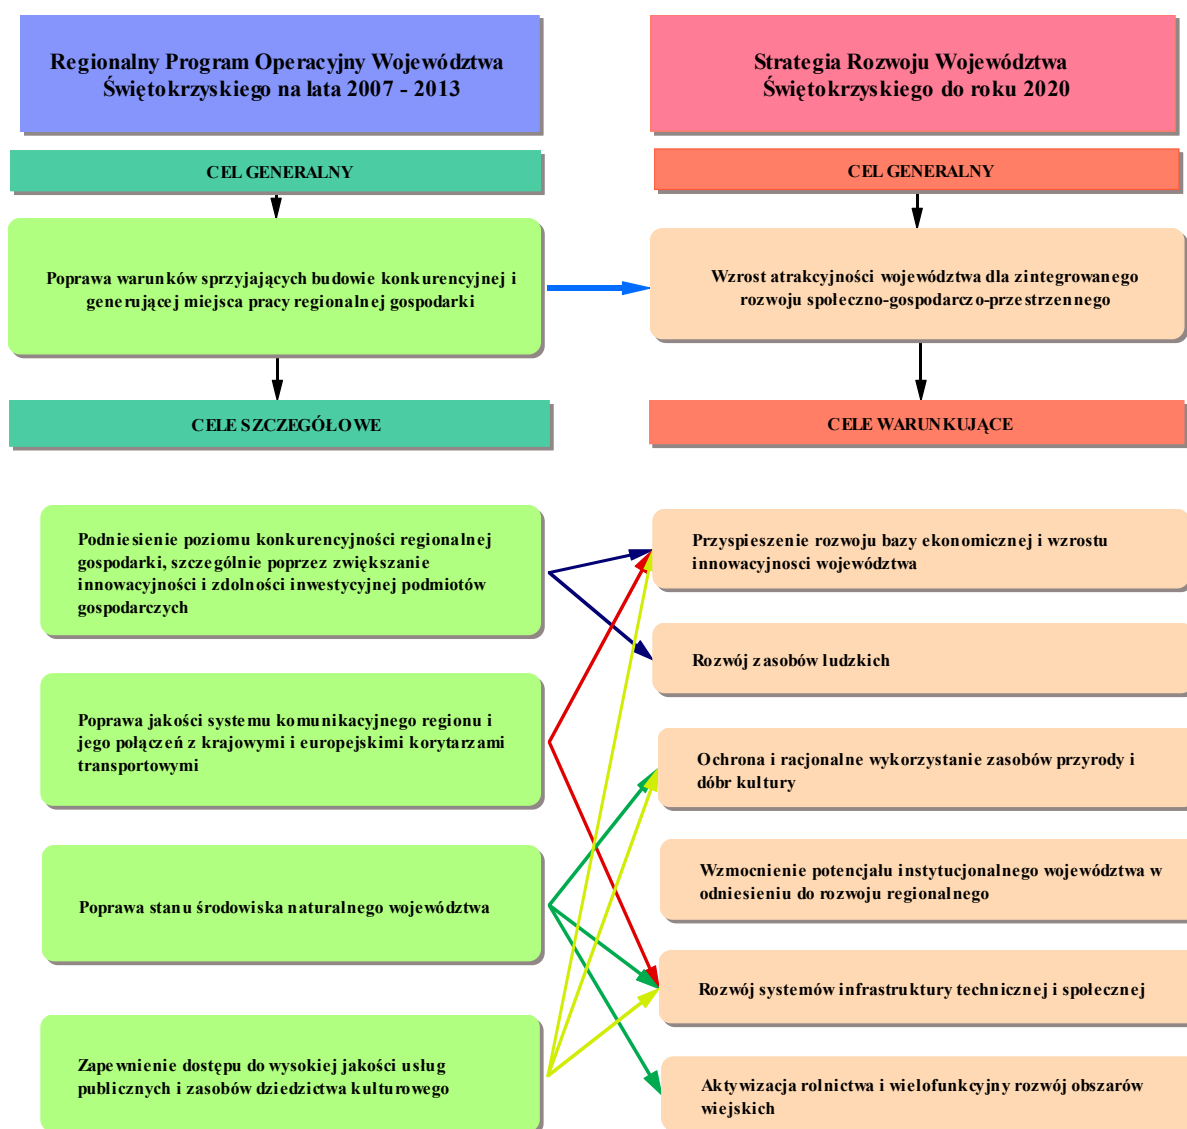 Regionalny Program Operacyjny Województwa
Świętokrzyskiego na lata 2007 - 2013
Strategia Rozwoju Województwa
Świętokrzyskiego do roku 2020
CEL GENERALNY
CEL GENERALNY
Poprawa warunków sprzyjających budowie konkurencyjnej i
generującej miejsca pracy regionalnej gospodarki
Wzrost atrakcyjności województwa dla zintegrowanego
rozwoju społeczno-gospodarczo-przestrzennego
CELE SZCZEGÓŁOWE
CELE WARUNKUJĄCE
Podniesienie poziomu konkurencyjności regionalnej
gospodarki, szczególnie poprzez zwiększanie
innowacyjności i zdolności inwestycyjnej podmiotów
gospodarczych
Przyspieszenie rozwoju bazy ekonomicznej i wzrostu
innowacyjnosci województwa
Rozwój zasobów ludzkich
Poprawa jakości systemu komunikacyjnego regionu i
jego połączeń z krajowymi i europejskimi korytarzami
transportowymi
Ochrona i racjonalne wykorzystanie zasobów przyrody i
dóbr kultury
Wzmocnienie potencjału instytucjonalnego województwa w
odniesieniu do rozwoju regionalnego
Poprawa stanu środowiska naturalnego województwa
Rozwój systemów infrastruktury technicznej i społecznej
Zapewnienie dostępu do wysokiej jakości usług
publicznych i zasobów dziedzictwa kulturowego
Aktywizacja rolnictwa i wielofunkcyjny rozwój obszarów
wiejskich